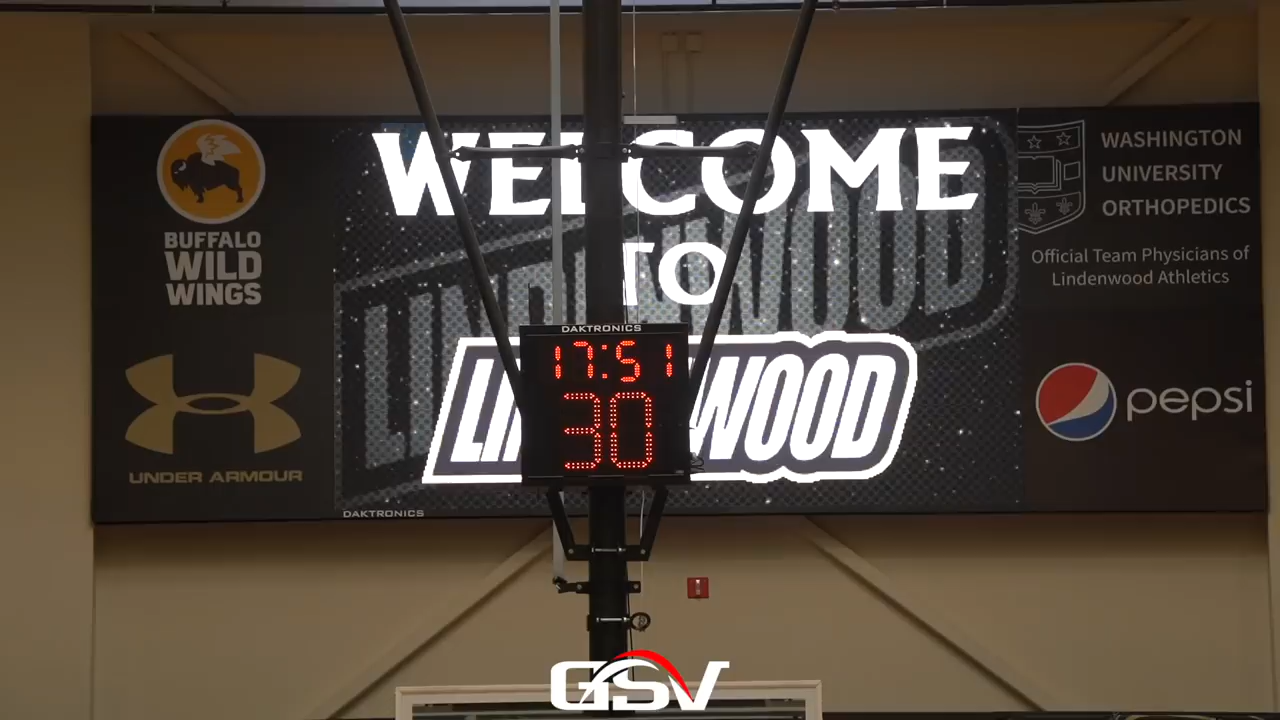 BUFFALO
WILD
WINGS
UNDER ARMOUR
DAKTRONICS
WELCOME
TO
LINDENWOOD
DAKTRONICS
17:51
30
WASHINGTON
UNIVERSITY
ORTHOPEDICS
Official Team Physicians of
Lindenwood Athletics
pepsi
GSV